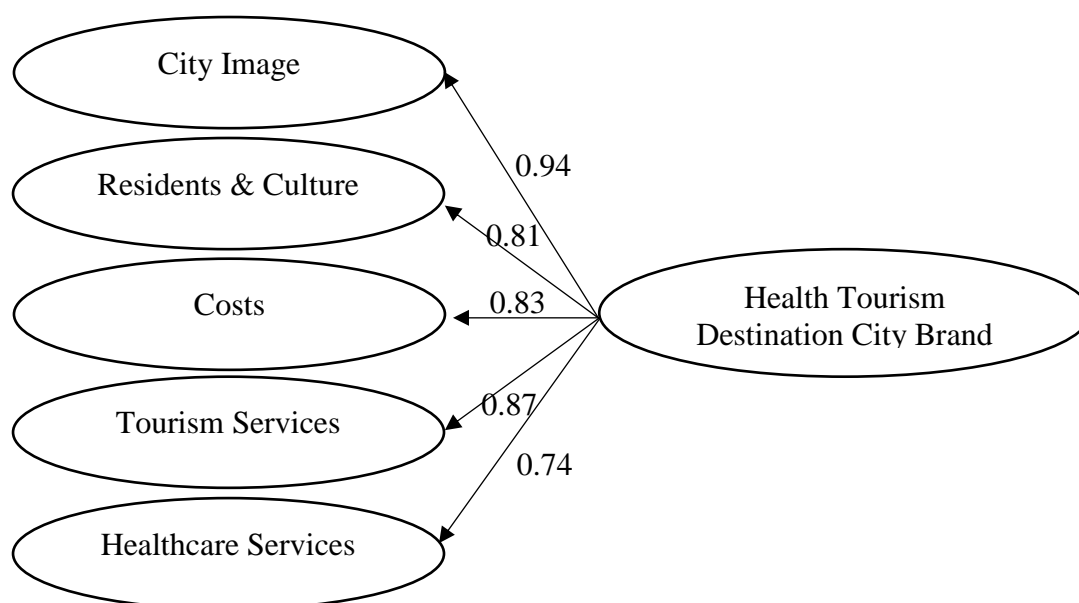 City Image
0.94
Residents & Culture
0.81
Costs
0.83
Health Tourism
Destination City Brand
Tourism Services
0.87
0.74
Healthcare Services